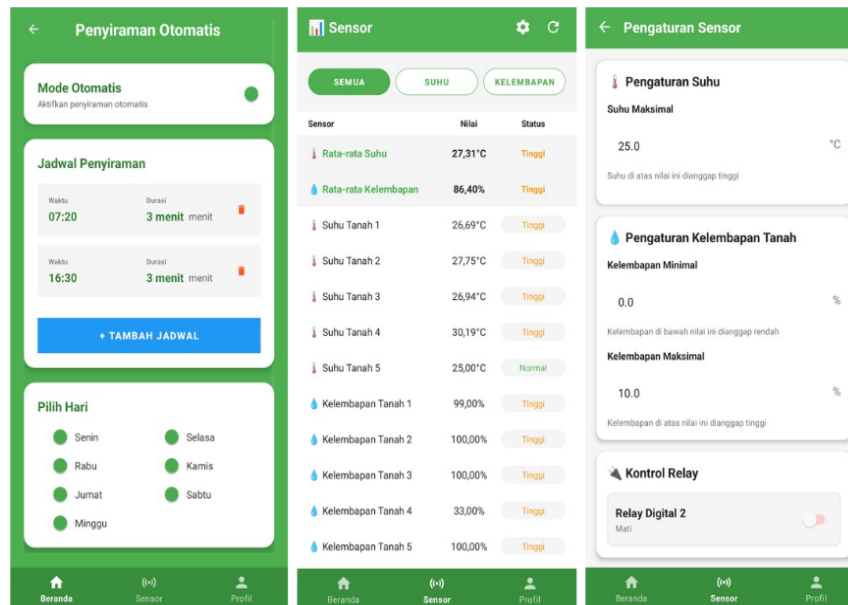 Penyiraman Otomatis
Mode Otomatis
Aktifkan penyiraman otomatis
Jadwal Penyiraman
Waktu Durasi
07:20 3 menit menit
Waktu Durasi
16:30 3 menit menit
+ TAMBAH JADWAL
Pilih Hari
Senin Selasa
Rabu Kamis
Jumat Sabtu
Minggu
Beranda Sensor Profil
Sensor
SEMUA SUHU KELEMBAPAN
Sensor Nilai Status
Rata-rata Suhu 27,31°C Tinggi
Rata-rata Kelembapan 86,40% Tinggi
Suhu Tanah 1 26,69°C Tinggi
Suhu Tanah 2 27,75°C Tinggi
Suhu Tanah 3 26,94°C Tinggi
Suhu Tanah 4 30,19°C Tinggi
Suhu Tanah 5 25,00°C Normal
Kelembapan Tanah 1 99,00% Tinggi
Kelembapan Tanah 2 100,00% Tinggi
Kelembapan Tanah 3 100,00% Tinggi
Kelembapan Tanah 4 33,00% Tinggi
Kelembapan Tanah 5 100,00% Tinggi
Beranda Sensor Profil
Pengaturan Sensor
Pengaturan Suhu
Suhu Maksimal
25.0 °C
Suhu di atas nilai ini dianggap tinggi
Pengaturan Kelembapan Tanah
Kelembapan Minimal
0.0 %
Kelembapan di bawah nilai ini dianggap rendah
Kelembapan Maksimal
10.0 %
Kelembapan di atas nilai ini dianggap tinggi
Kontrol Relay
Relay Digital 2
Mati
Beranda Sensor Profil